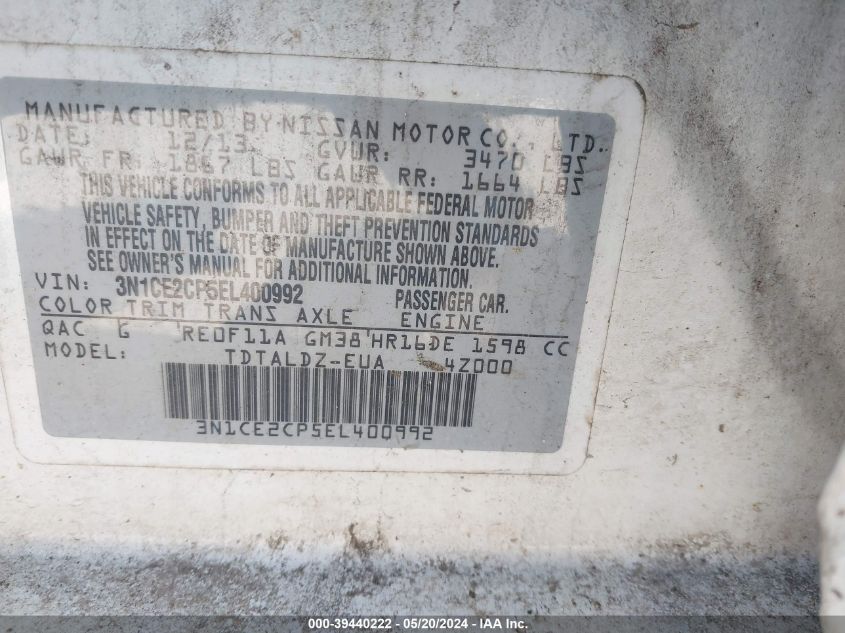 MANUFACTURED BY NISSAN MOTOR CO., LTD.
DATE: 12/13 GVWR: 3470 LBS
GAWR FR: 1867 LBS GAWR RR: 1664 LBS
THIS VEHICLE CONFORMS TO ALL APPLICABLE FEDERAL MOTOR
VEHICLE SAFETY, BUMPER AND THEFT PREVENTION STANDARDS
IN EFFECT ON THE DATE OF MANUFACTURE SHOWN ABOVE.
SEE OWNER'S MANUAL FOR ADDITIONAL INFORMATION.
VIN: 3N1CE2CP5EL400992 PASSENGER CAR.
COLOR TRIM TRANS AXLE ENGINE
QAC G RE0F11A GM38 HR16DE 1598 CC
MODEL: TDTALDZ-EUA 4Z000
3N1CE2CP5EL400992
000-39440222 - 05/20/2024 - IAAI, Inc.